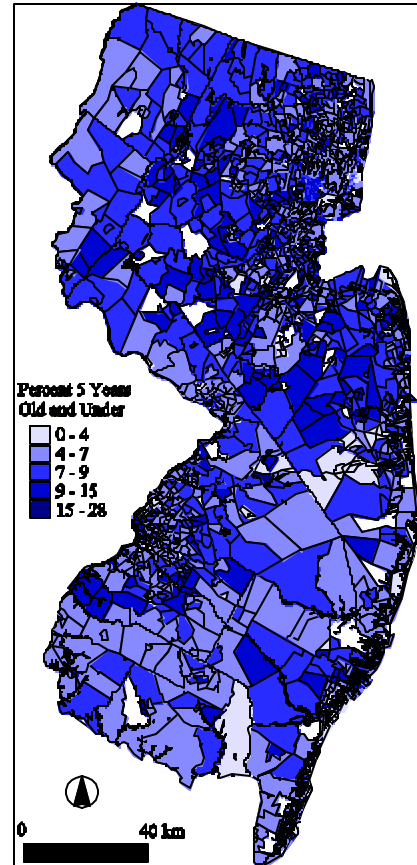 Percent 5 Years
Old and Under
0 - 4
4 - 7
7 - 9
9 - 15
15 - 28
0 40 km